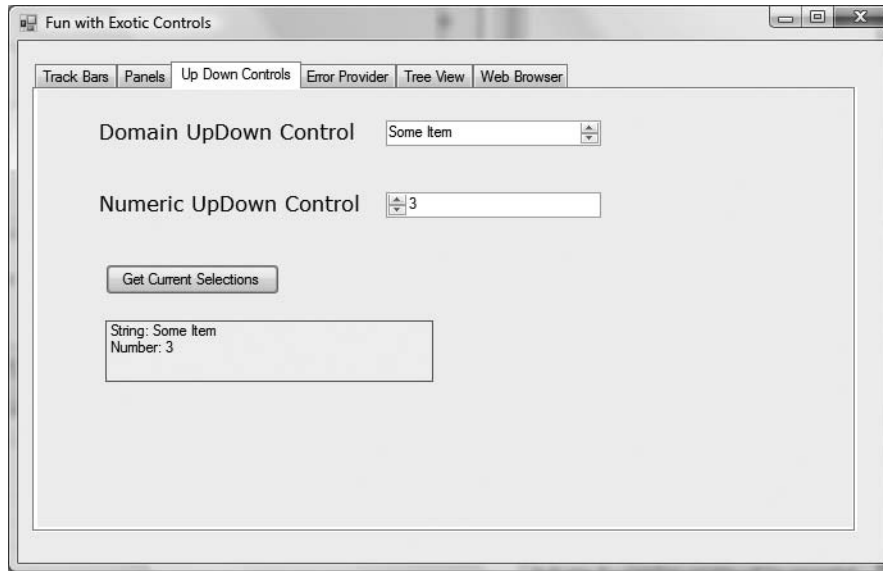 Fun with Exotic Controls
Track Bars Panels Up Down Controls Error Provider Tree View Web Browser
Domain UpDown Control Some Item
Numeric UpDown Control 3
Get Current Selections
String: Some Item
Number: 3